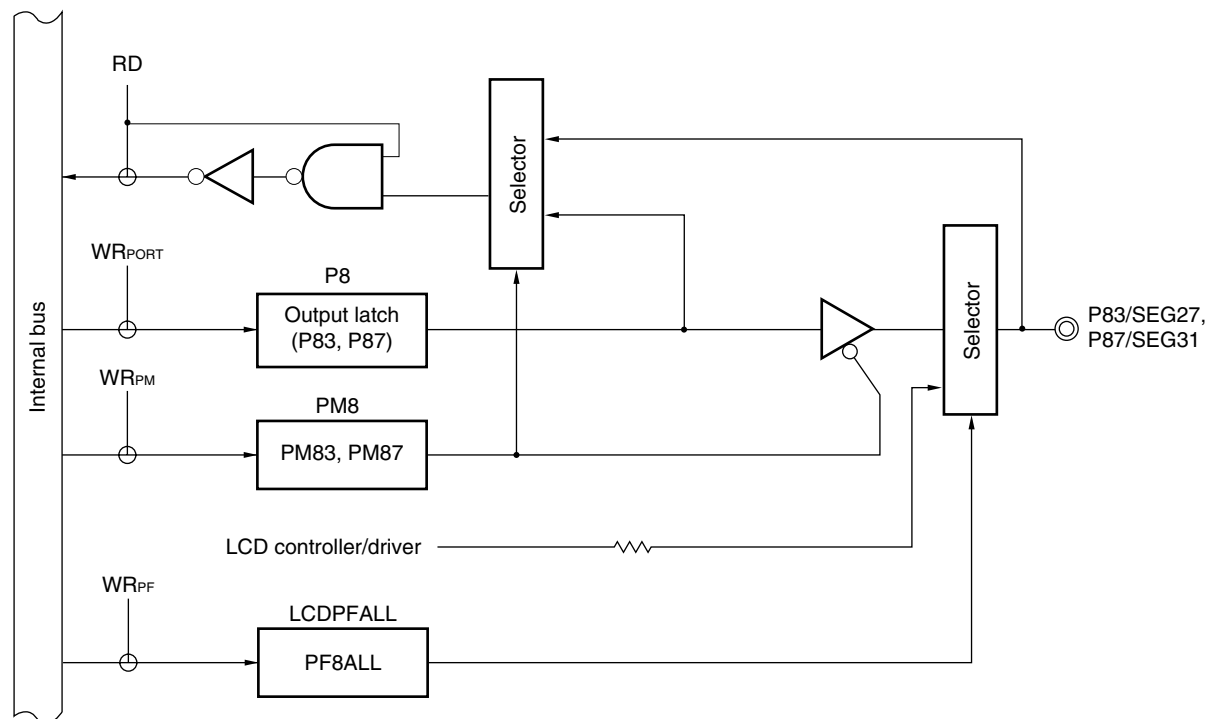 RD
Selector
WRPORT
P8
Output latch
(P83, P87)
Internal bus
Selector
P83/SEG27,
P87/SEG31
WRPM
PM8
PM83, PM87
LCD controller/driver
WRPF
LCDPFALL
PF8ALL